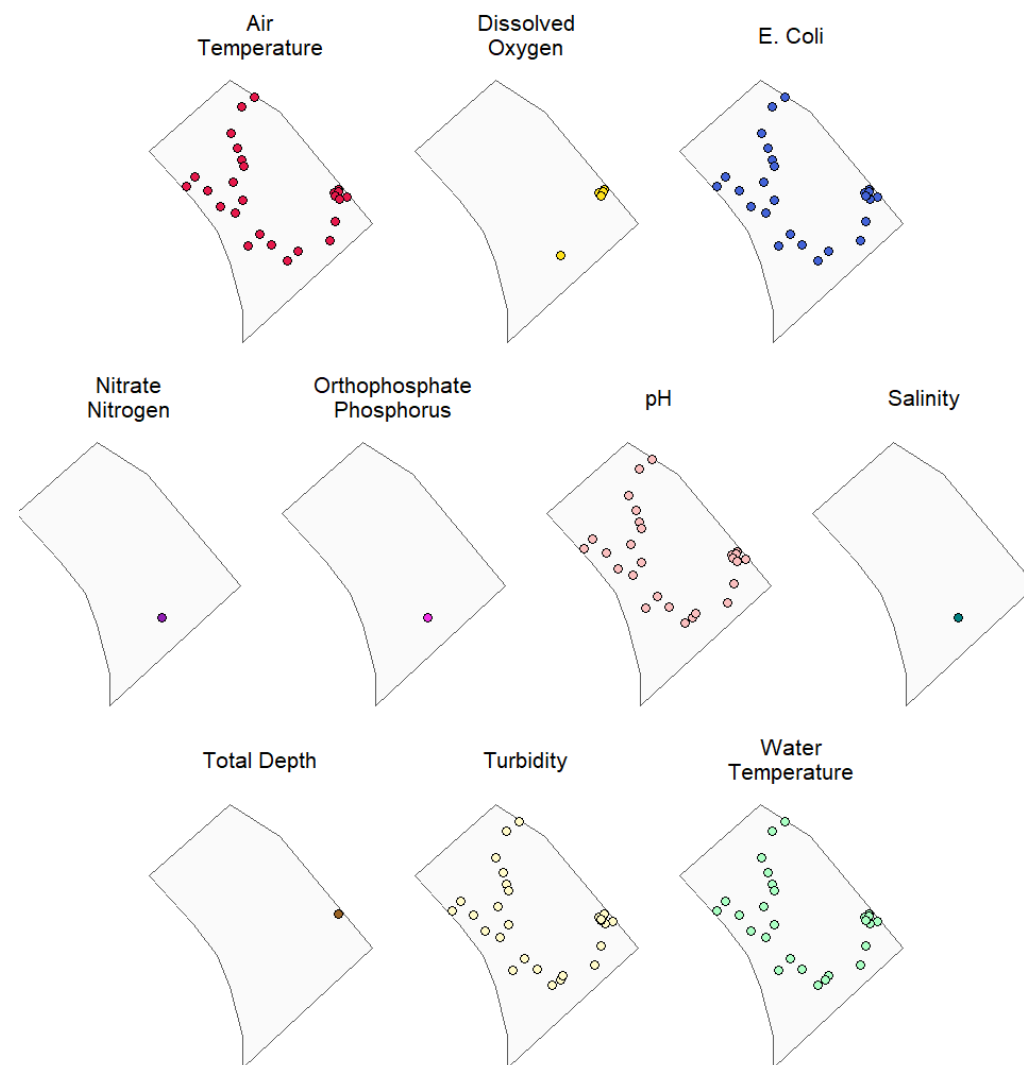 Air
Temperature
Dissolved
Oxygen
E. Coli
Nitrate
Nitrogen
Orthophosphate
Phosphorus
pH
Salinity
Total Depth
Turbidity
Water
Temperature